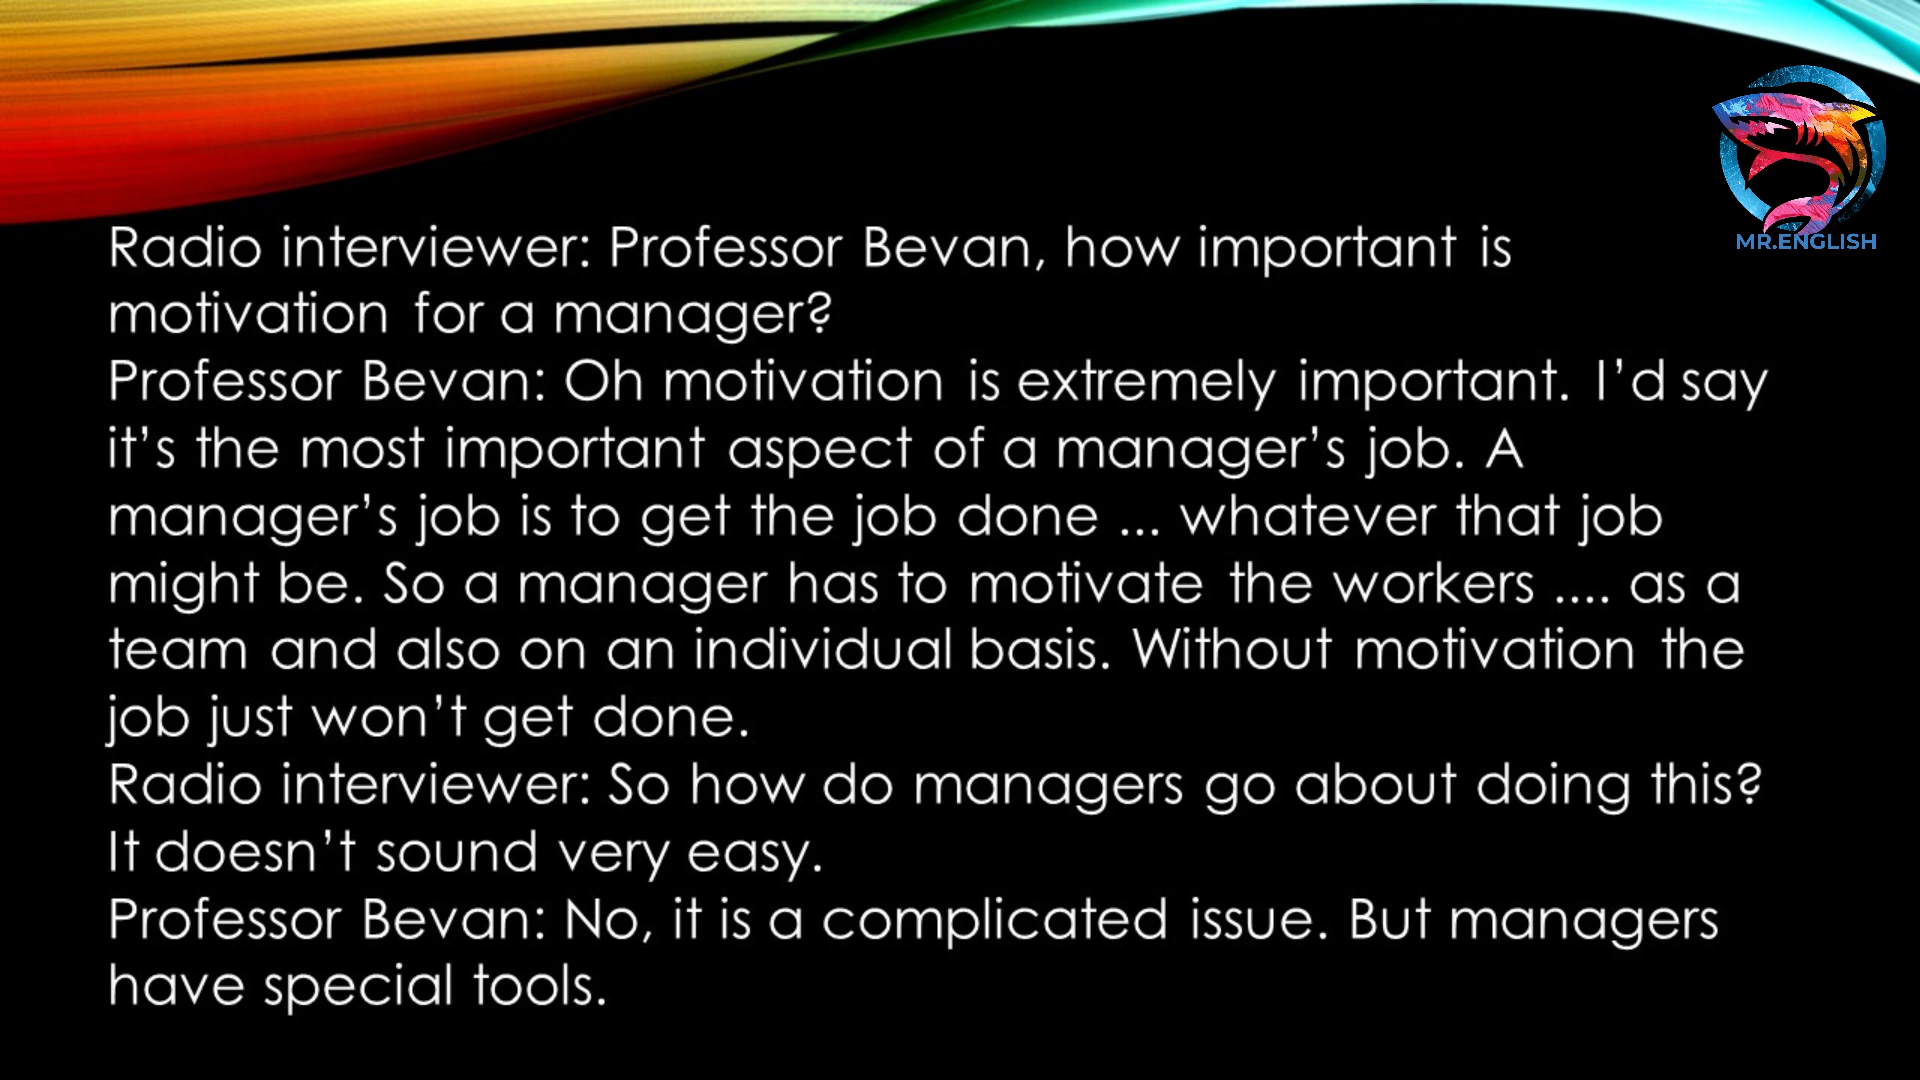 MR.ENGLISH
Radio interviewer: Professor Bevan, how important is
motivation for a manager?
Professor Bevan: Oh motivation is extremely important. I’d say
it’s the most important aspect of a manager’s job. A
manager’s job is to get the job done ... whatever that job
might be. So a manager has to motivate the workers .... as a
team and also on an individual basis. Without motivation the
job just won’t get done.
Radio interviewer: So how do managers go about doing this?
It doesn’t sound very easy.
Professor Bevan: No, it is a complicated issue. But managers
have special tools.